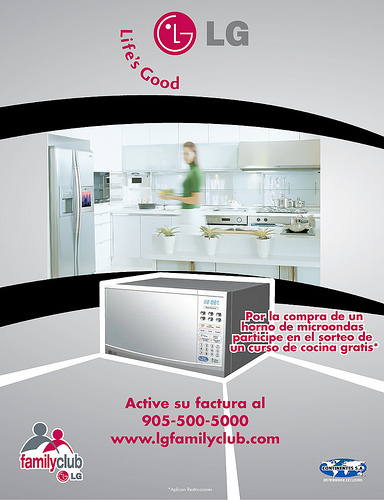 LG
Life's Good
Por la compra de un
horno de microondas
participe en el sorteo de
un curso de cocina gratis*
Active su factura al
905-500-5000
www.lgfamilyclub.com
familyclub
LG
CONTINENTES S.A.
*Aplican Restricciones